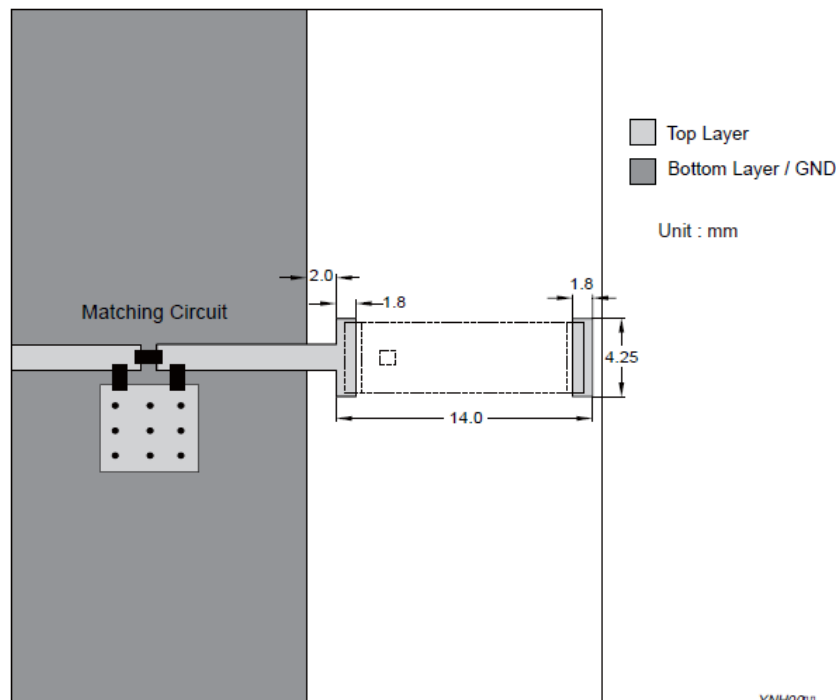 Top Layer
Bottom Layer / GND
Unit : mm
2.0
1.8
1.8
Matching Circuit
4.25
14.0